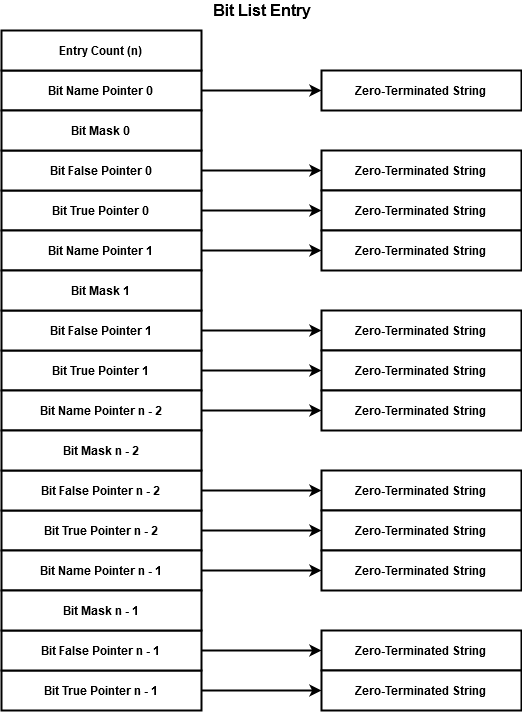 Bit List Entry
Entry Count (n)
Bit Name Pointer 0
Zero-Terminated String
Bit Mask 0
Bit False Pointer 0
Zero-Terminated String
Bit True Pointer 0
Zero-Terminated String
Bit Name Pointer 1
Zero-Terminated String
Bit Mask 1
Bit False Pointer 1
Zero-Terminated String
Bit True Pointer 1
Zero-Terminated String
Bit Name Pointer n - 2
Zero-Terminated String
Bit Mask n - 2
Bit False Pointer n - 2
Zero-Terminated String
Bit True Pointer n - 2
Zero-Terminated String
Bit Name Pointer n - 1
Zero-Terminated String
Bit Mask n - 1
Bit False Pointer n - 1
Zero-Terminated String
Bit True Pointer n - 1
Zero-Terminated String